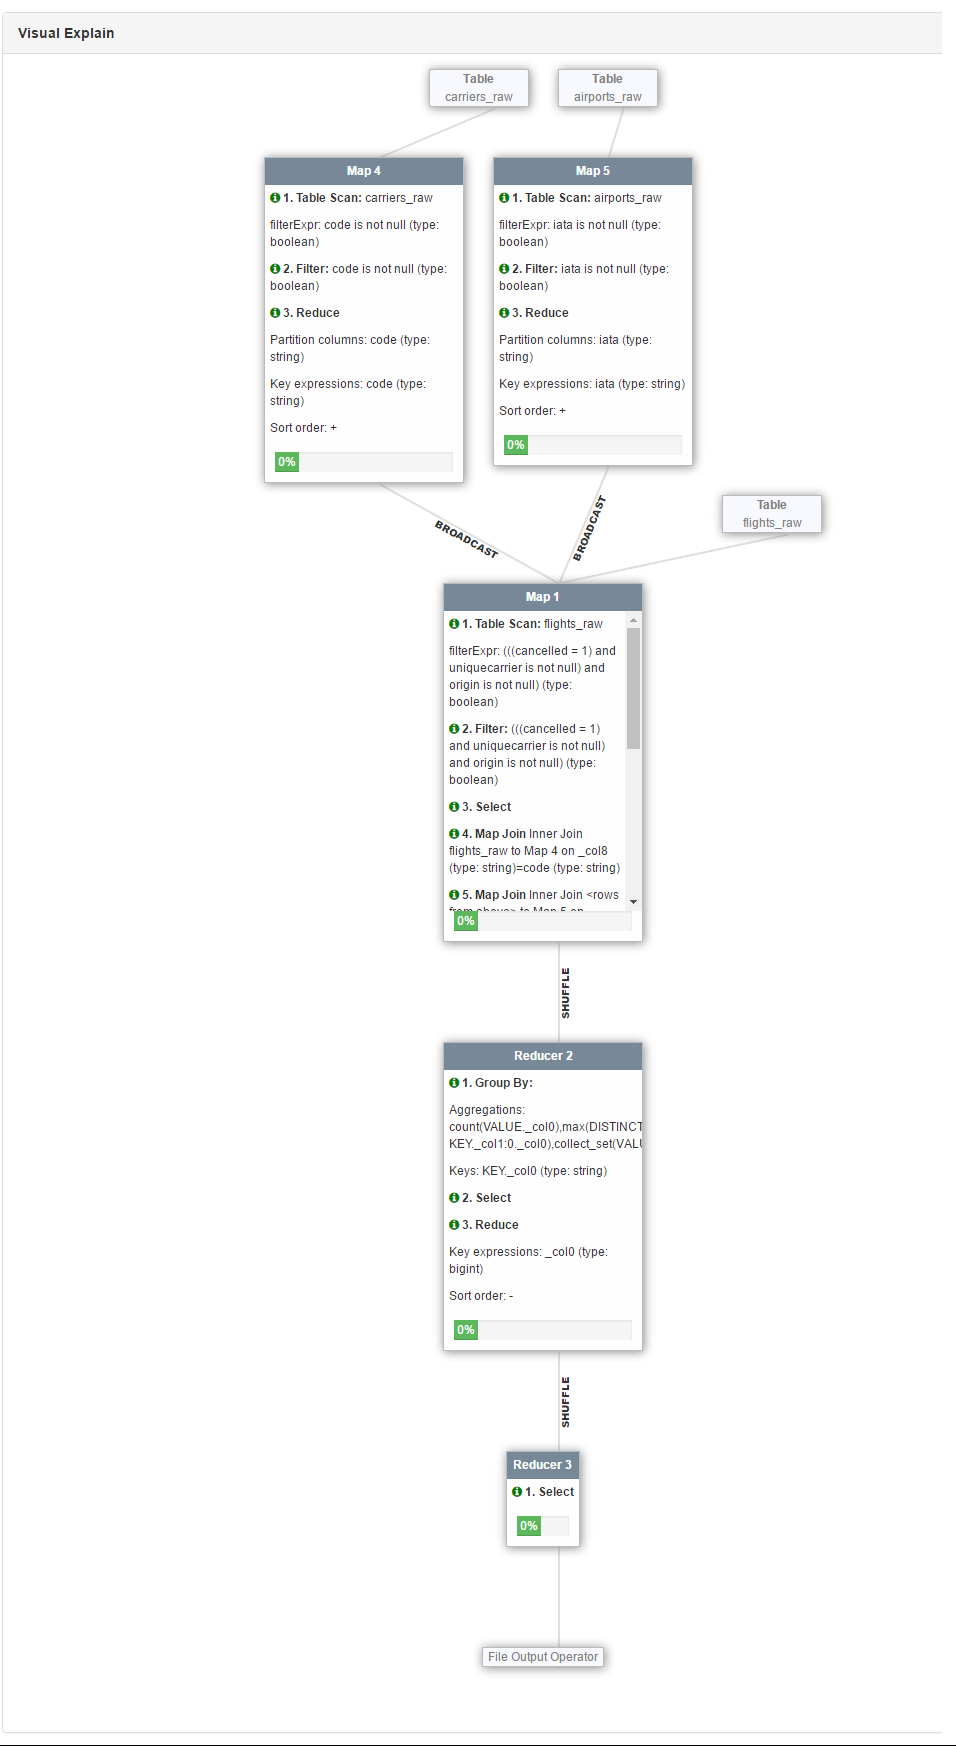 Visual Explain
Table
carriers_raw
Table
airports_raw
Map 4
1. Table Scan: carriers_raw
filterExpr: code is not null (type:
boolean)
2. Filter: code is not null (type:
boolean)
3. Reduce
Partition columns: code (type:
string)
Key expressions: code (type:
string)
Sort order: +
0%
Map 5
1. Table Scan: airports_raw
filterExpr: iata is not null (type:
boolean)
2. Filter: iata is not null (type:
boolean)
3. Reduce
Partition columns: iata (type:
string)
Key expressions: iata (type: string)
Sort order: +
0%
BROADCAST
BROADCAST
Table
flights_raw
Map 1
1. Table Scan: flights_raw
filterExpr: (((cancelled = 1) and
uniquecarrier is not null) and
origin is not null) (type:
boolean)
2. Filter: (((cancelled = 1)
and uniquecarrier is not null)
and origin is not null) (type:
boolean)
3. Select
4. Map Join Inner Join
flights_raw to Map 4 on _col8
(type: string)=code (type: string)
5. Map Join Inner Join <rows
from above> to Map 5 on
0%
SHUFFLE
Reducer 2
1. Group By:
Aggregations:
count(VALUE._col0),max(DISTINCT
KEY._col1:0._col0),collect_set(VALU
Keys: KEY._col0 (type: string)
2. Select
3. Reduce
Key expressions: _col0 (type:
bigint)
Sort order: -
0%
SHUFFLE
Reducer 3
1. Select
0%
File Output Operator